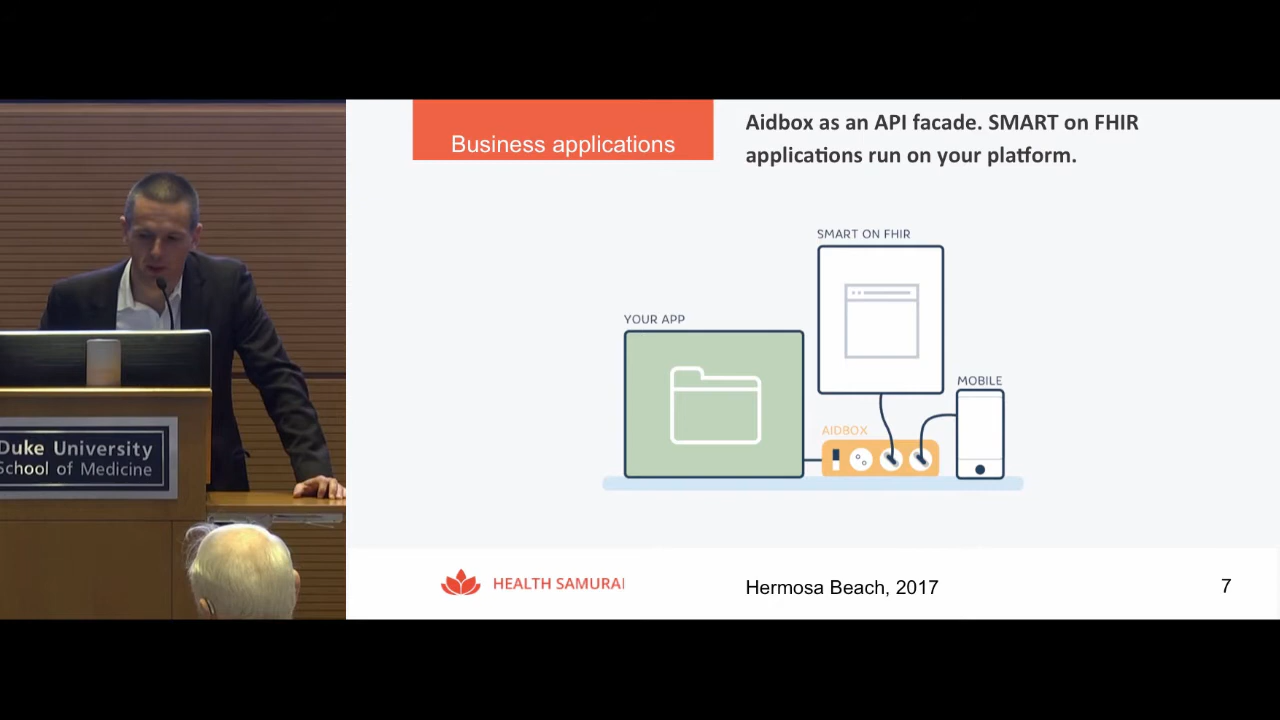 Business applications
Aidbox as an API facade. SMART on FHIR
applications run on your platform.
SMART ON FHIR
YOUR APP
MOBILE
AIDBOX
Duke University
School of Medicine
HEALTH SAMURAI
Hermosa Beach, 2017
7